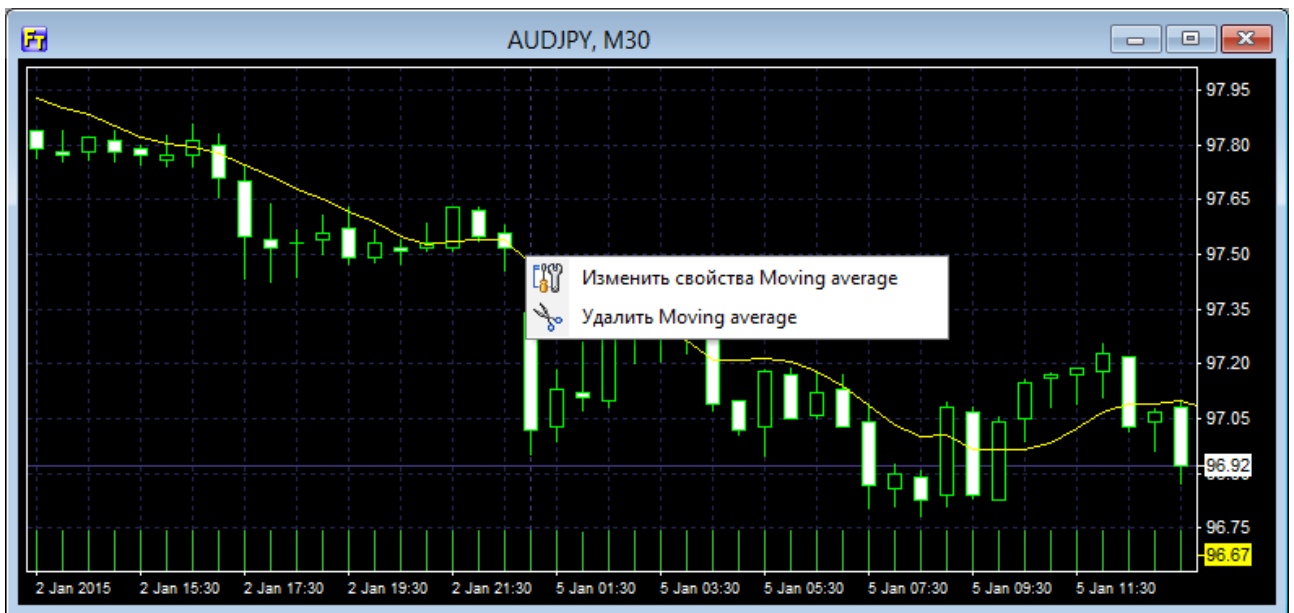 FT
AUDJPY, M30
97.95
97.80
97.65
97.50
Изменить свойства Moving average
Удалить Moving average
97.35
97.20
97.05
96.92
96.75
96.67
2 Jan 2015 2 Jan 15:30 2 Jan 17:30 2 Jan 19:30 2 Jan 21:30 5 Jan 01:30 5 Jan 03:30 5 Jan 05:30 5 Jan 07:30 5 Jan 09:30 5 Jan 11:30